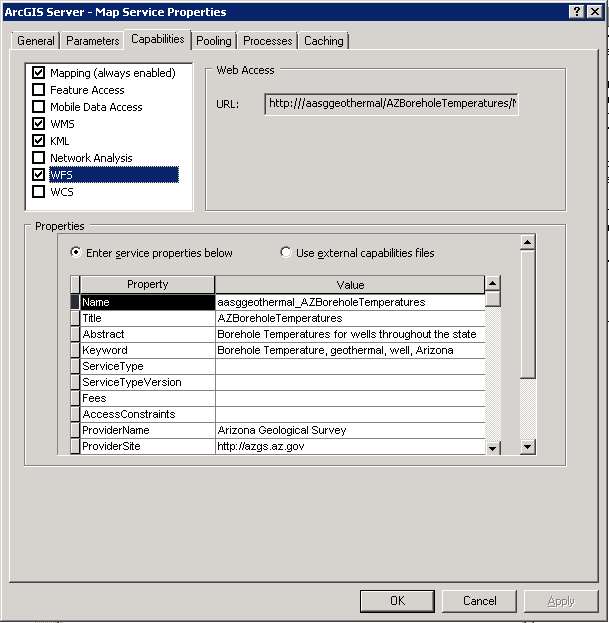 ArcGIS Server - Map Service Properties
General Parameters Capabilities Pooling Processes Caching
Mapping (always enabled)
Feature Access
Mobile Data Access
WMS
KML
Network Analysis
WFS
WCS
Web Access
URL: http:///aasggeothermal/AZBoreholeTemperatures/
Properties
Enter service properties below Use external capabilities files
Property Value
Name aasggeothermal_AZBoreholeTemperatures
Title AZBoreholeTemperatures
Abstract Borehole Temperatures for wells throughout the state
Keyword Borehole Temperature, geothermal, well, Arizona
ServiceType
ServiceTypeVersion
Fees
AccessConstraints
ProviderName Arizona Geological Survey
ProviderSite http://azgs.az.gov
OK Cancel Apply